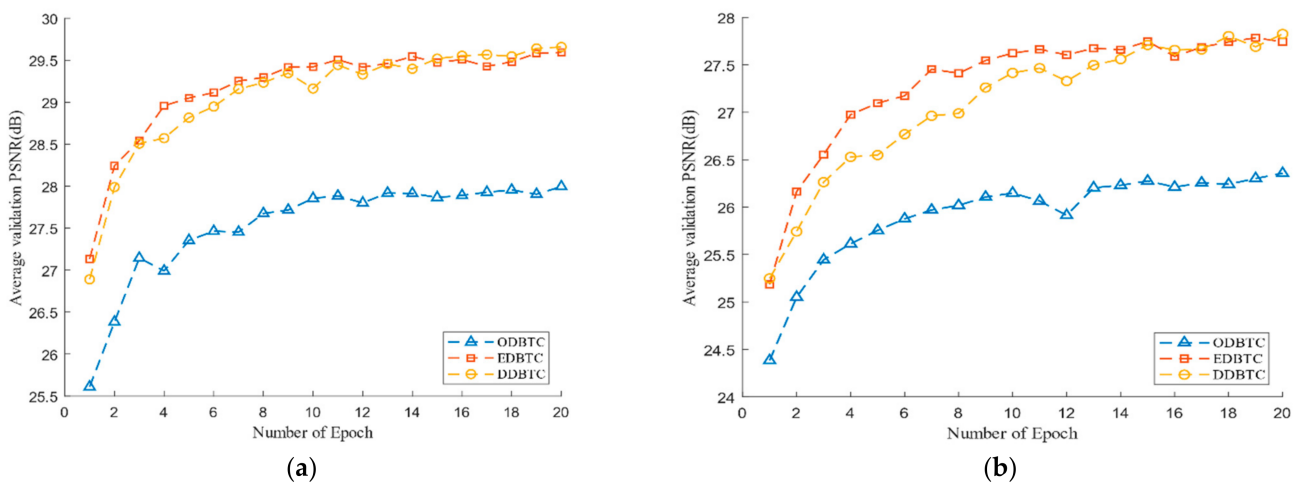 30
29.5
29
28.5
28
27.5
27
26.5
26
25.5
Average validation PSNR(dB)
0 2 4 6 8 10 12 14 16 18 20
Number of Epoch
ODBTC
EDBTC
DDBTC
(a)
28
27.5
27
26.5
26
25.5
25
24.5
24
Average validation PSNR(dB)
0 2 4 6 8 10 12 14 16 18 20
Number of Epoch
ODBTC
EDBTC
DDBTC
(b)